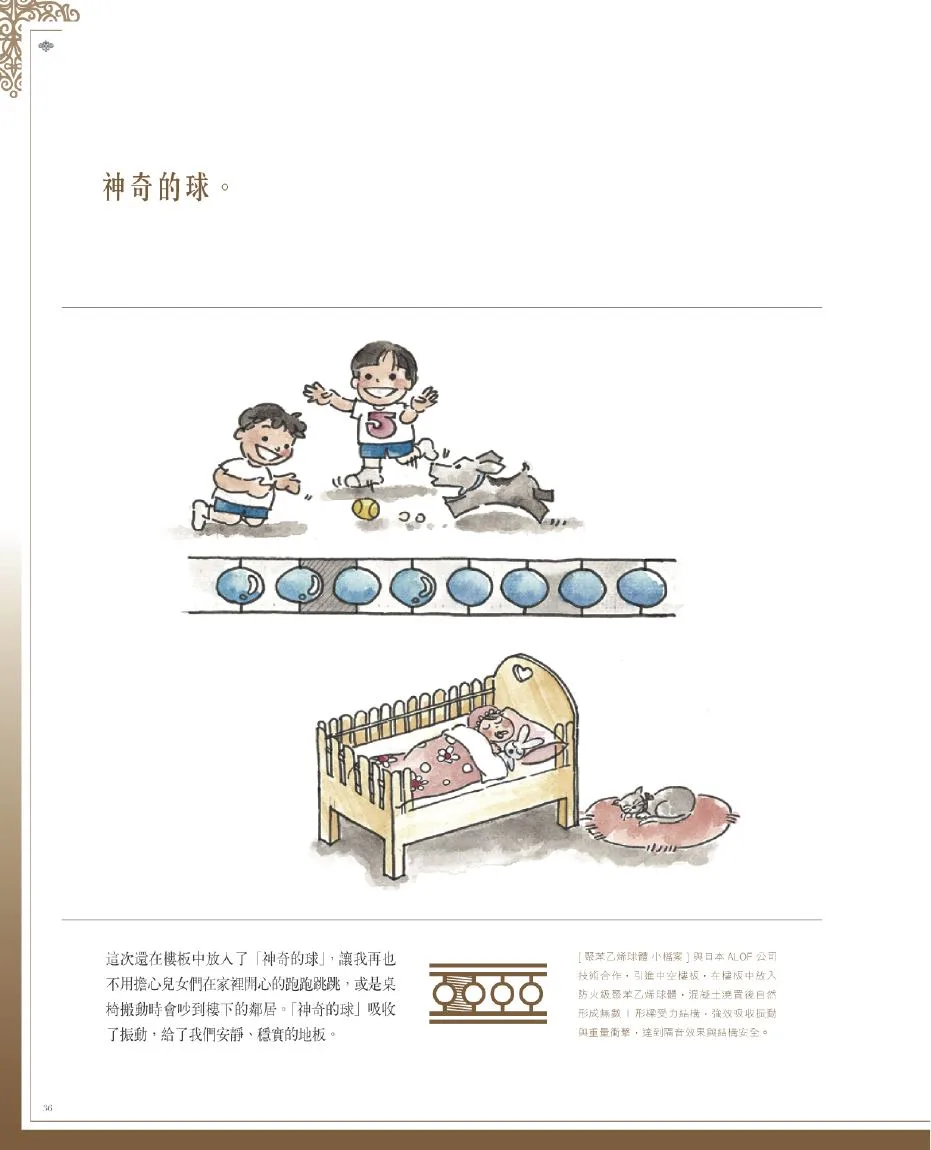 神奇的球。
5
這次還在樓板中放入了「神奇的球」，讓我再也
不用擔心兒女們在家裡開心的跑跑跳跳，或是桌
椅搬動時會吵到樓下的鄰居。「神奇的球」吸收
了振動，給了我們安靜、穩實的地板。
[ 聚苯乙烯球體 小檔案 ] 與日本 ALOF 公司
技術合作，引進中空樓板，在樓板中放入
防火級聚苯乙烯球體，混凝土澆置後自然
形成無數 I 形樑受力結構，強效吸收振動
與重量衝擊，達到隔音效果與結構安全。
36